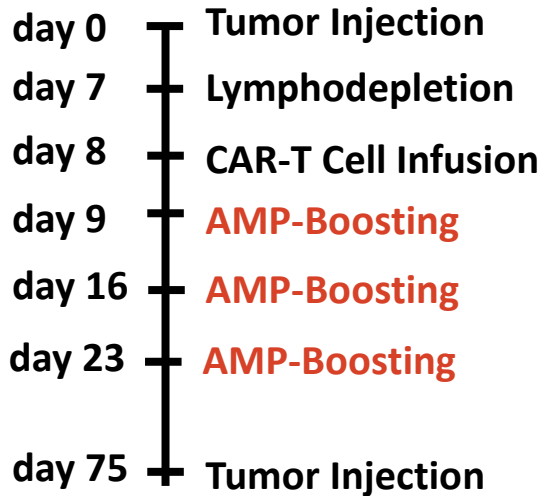 day 0 Tumor Injection
day 7 Lymphodepletion
day 8 CAR-T Cell Infusion
day 9 AMP-Boosting
day 16 AMP-Boosting
day 23 AMP-Boosting
day 75 Tumor Injection